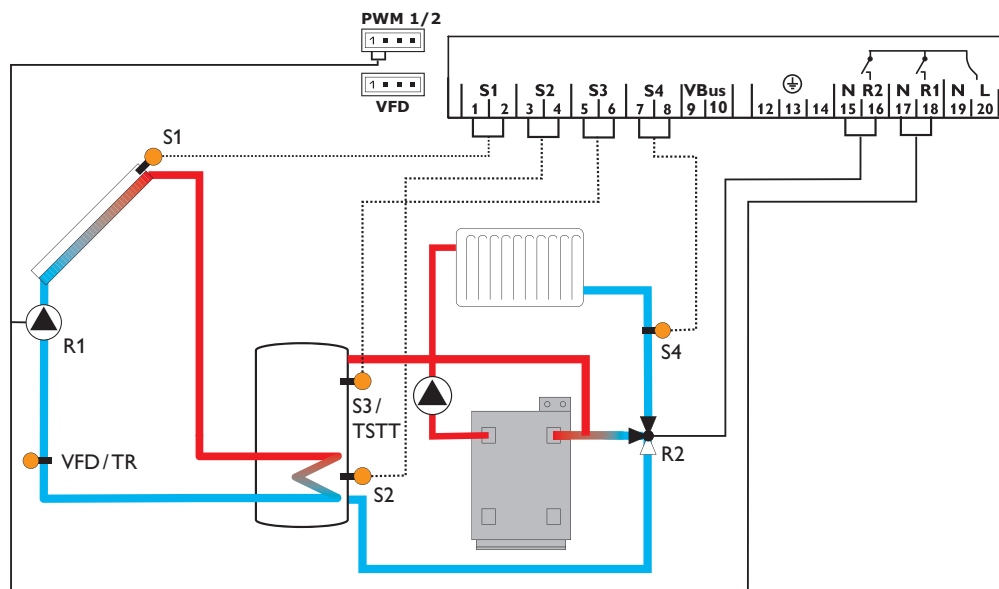 PWM 1/2
1
1
VFD
S1 S2 S3 S4 VBus N R2 N R1 N L
1 2 3 4 5 6 7 8 9 10 12 13 14 15 16 17 18 19 20
S1
R1
S4
S3 /
TSTT
R2
VFD / TR
S2